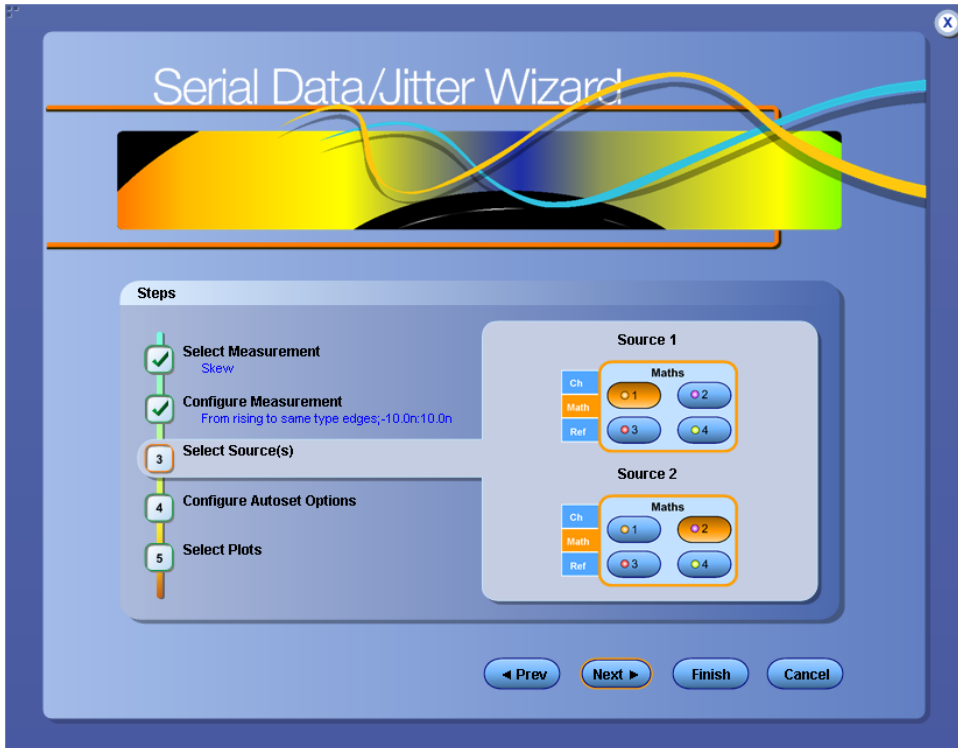 X
Serial Data/Jitter Wizard
Steps
Select Measurement
Skew
Configure Measurement
From rising to same type edges;-10.0n:10.0n
3 Select Source(s)
4 Configure Autoset Options
5 Select Plots
Source 1
Maths
Ch
Math
Ref
1 2
3 4
Source 2
Maths
Ch
Math
Ref
1 2
3 4
◄ Prev Next ► Finish Cancel